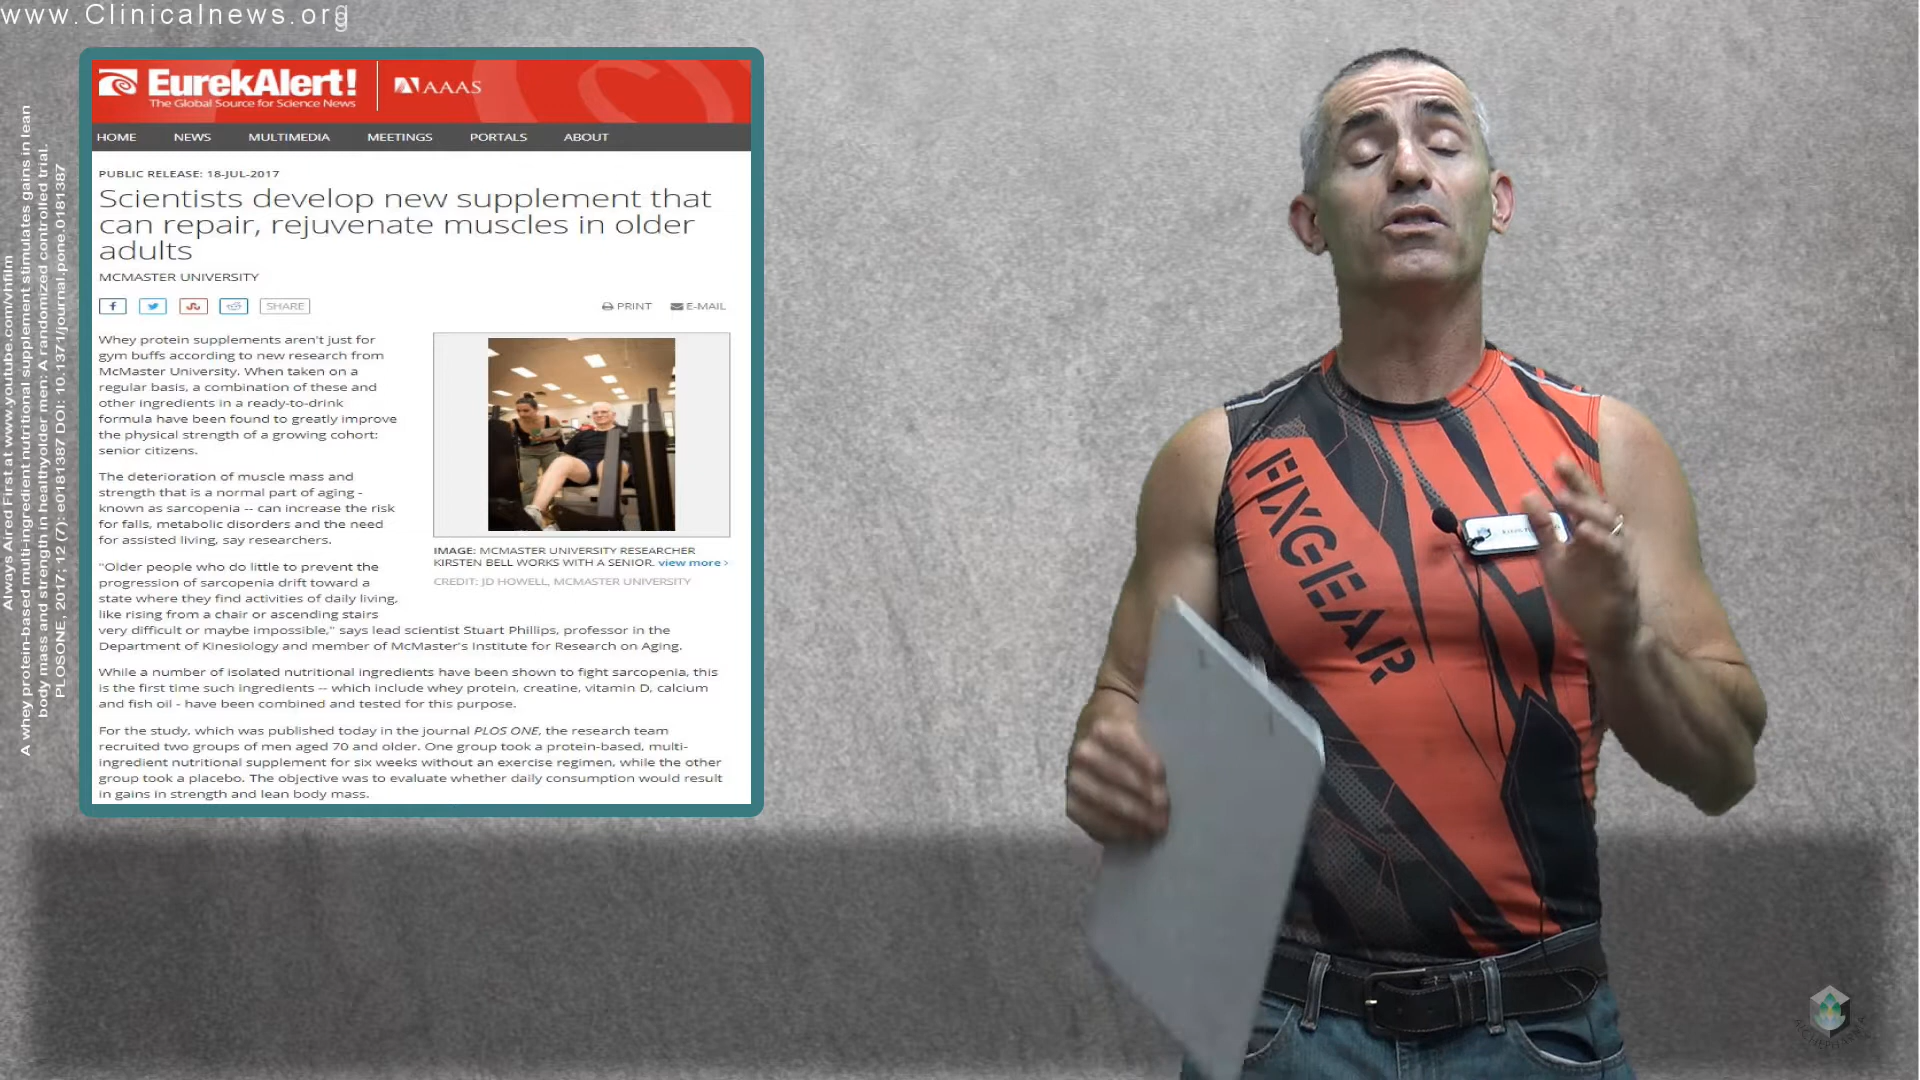 www.Clinicalnews.org
Always Aired First at www.youtube.com/vhfilm
A whey protein-based multi-ingredient nutritional supplement stimulates gains in lean
body mass and strength in healthyolder men: A randomized controlled trial.
PLOSONE, 2017; 12 (7): e0181387 DOI: 10.1371/journal.pone.0181387
EurekAlert!
The Global Source for Science News
AAAS
HOME NEWS MULTIMEDIA MEETINGS PORTALS ABOUT
PUBLIC RELEASE: 18-JUL-2017
Scientists develop new supplement that
can repair, rejuvenate muscles in older
adults
MCMASTER UNIVERSITY
SHARE
PRINT E-MAIL
Whey protein supplements aren't just for
gym buffs according to new research from
McMaster University. When taken on a
regular basis, a combination of these and
other ingredients in a ready-to-drink
formula have been found to greatly improve
the physical strength of a growing cohort:
senior citizens.
The deterioration of muscle mass and
strength that is a normal part of aging -
known as sarcopenia -- can increase the risk
for falls, metabolic disorders and the need
for assisted living, say researchers.
IMAGE: MCMASTER UNIVERSITY RESEARCHER
KIRSTEN BELL WORKS WITH A SENIOR. view more >
CREDIT: JD HOWELL, MCMASTER UNIVERSITY
"Older people who do little to prevent the
progression of sarcopenia drift toward a
state where they find activities of daily living,
like rising from a chair or ascending stairs
very difficult or maybe impossible," says lead scientist Stuart Phillips, professor in the
Department of Kinesiology and member of McMaster's Institute for Research on Aging.
While a number of isolated nutritional ingredients have been shown to fight sarcopenia, this
is the first time such ingredients -- which include whey protein, creatine, vitamin D, calcium
and fish oil - have been combined and tested for this purpose.
For the study, which was published today in the journal PLOS ONE, the research team
recruited two groups of men aged 70 and older. One group took a protein-based, multi-
ingredient nutritional supplement for six weeks without an exercise regimen, while the other
group took a placebo. The objective was to evaluate whether daily consumption would result
in gains in strength and lean body mass.
FIXGEAR